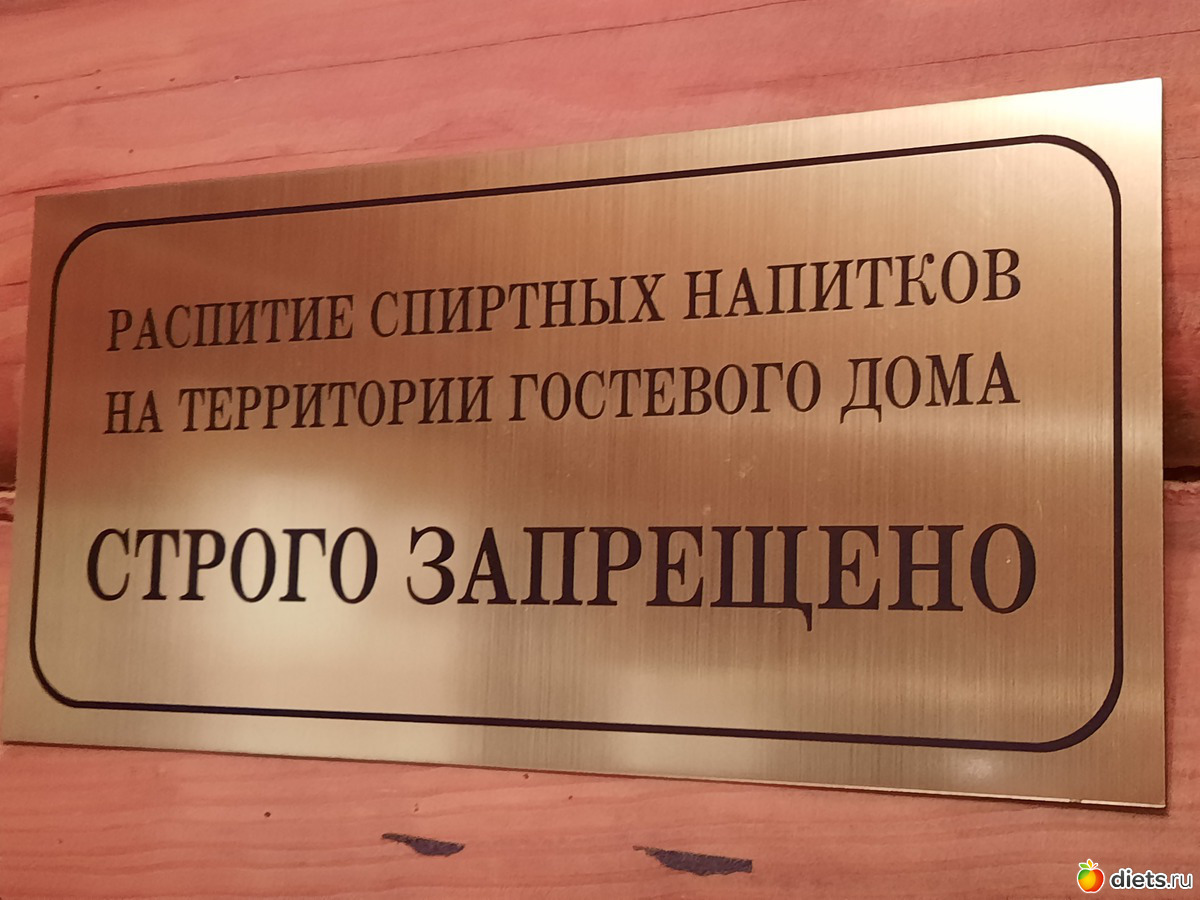 РАСПИТИЕ СПИРТНЫХ НАПИТКОВ
НА ТЕРРИТОРИИ ГОСТЕВОГО ДОМА
СТРОГО ЗАПРЕЩЕНО
diets.ru